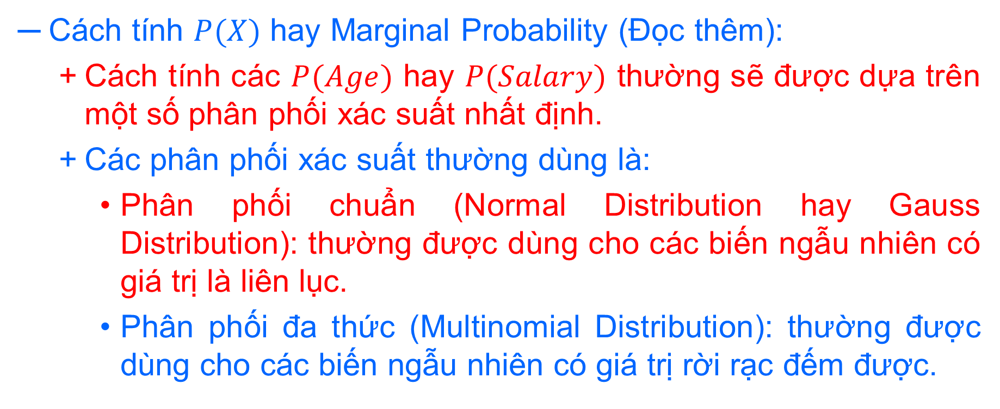 — Cách tính P(X) hay Marginal Probability (Đọc thêm):
+ Cách tính các P(Age) hay P(Salary) thường sẽ được dựa trên
một số phân phối xác suất nhất định.
+ Các phân phối xác suất thường dùng là:
• Phân phối chuẩn (Normal Distribution hay Gauss
Distribution): thường được dùng cho các biến ngẫu nhiên có
giá trị là liên lục.
• Phân phối đa thức (Multinomial Distribution): thường được
dùng cho các biến ngẫu nhiên có giá trị rời rạc đếm được.